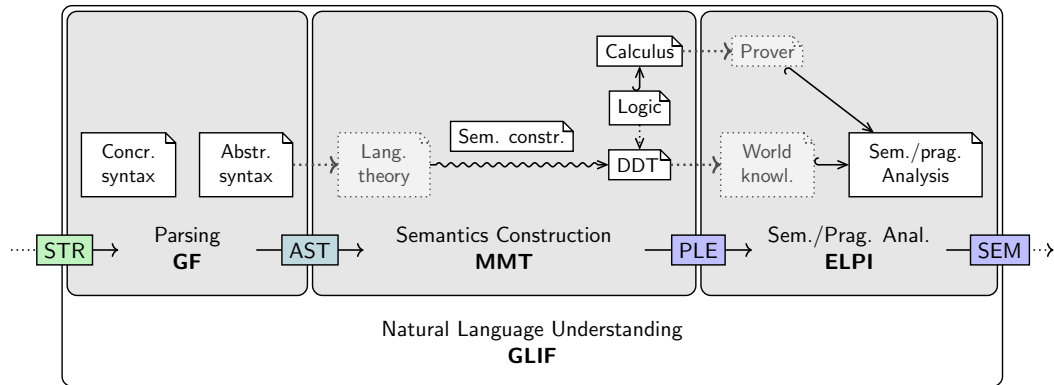 Calculus
Prover
Logic
Concr.
syntax
Abstr.
syntax
Lang.
theory
Sem. constr.
DDT
World
knowl.
Sem./prag.
Analysis
STR
Parsing
GF
AST
Semantics Construction
MMT
PLE
Sem./Prag. Anal.
ELPI
SEM
Natural Language Understanding
GLIF